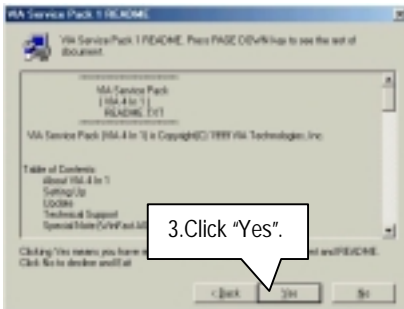 VIA Service Pack 1 README
VIA Service Pack 1 README. Press PAGE DOWN key to see the rest of
document.
VIA Service Pack
[ VIA 4 in 1 ]
README.TXT
VIA Service Pack (VIA 4 in 1) is Copyright(C) 1999 VIA Technologies, Inc.
Table of Contents:
About VIA 4 in 1
Setting Up
Update
Technical Support
Special Note
3.Click "Yes".
Clicking Yes means you have
and README.
Click No to decline and Exit
< Back
Yes
No